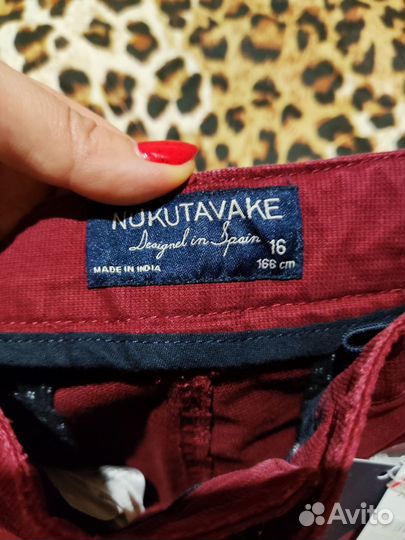 NUKUTAVAKE
Designed in Spain
16
MADE IN INDIA
166 cm
Avito